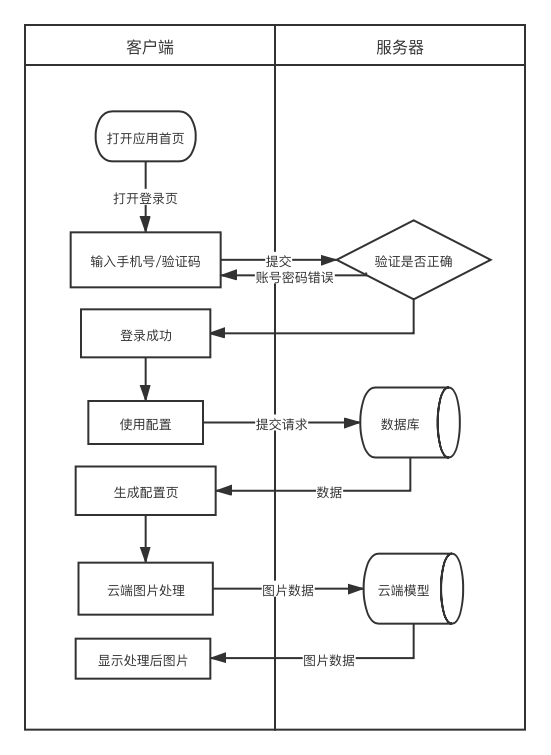 客户端
服务器
打开应用首页
打开登录页
输入手机号/验证码
提交
验证是否正确
账号密码错误
登录成功
使用配置
提交请求
数据库
生成配置页
数据
云端图片处理
图片数据
云端模型
显示处理后图片
图片数据